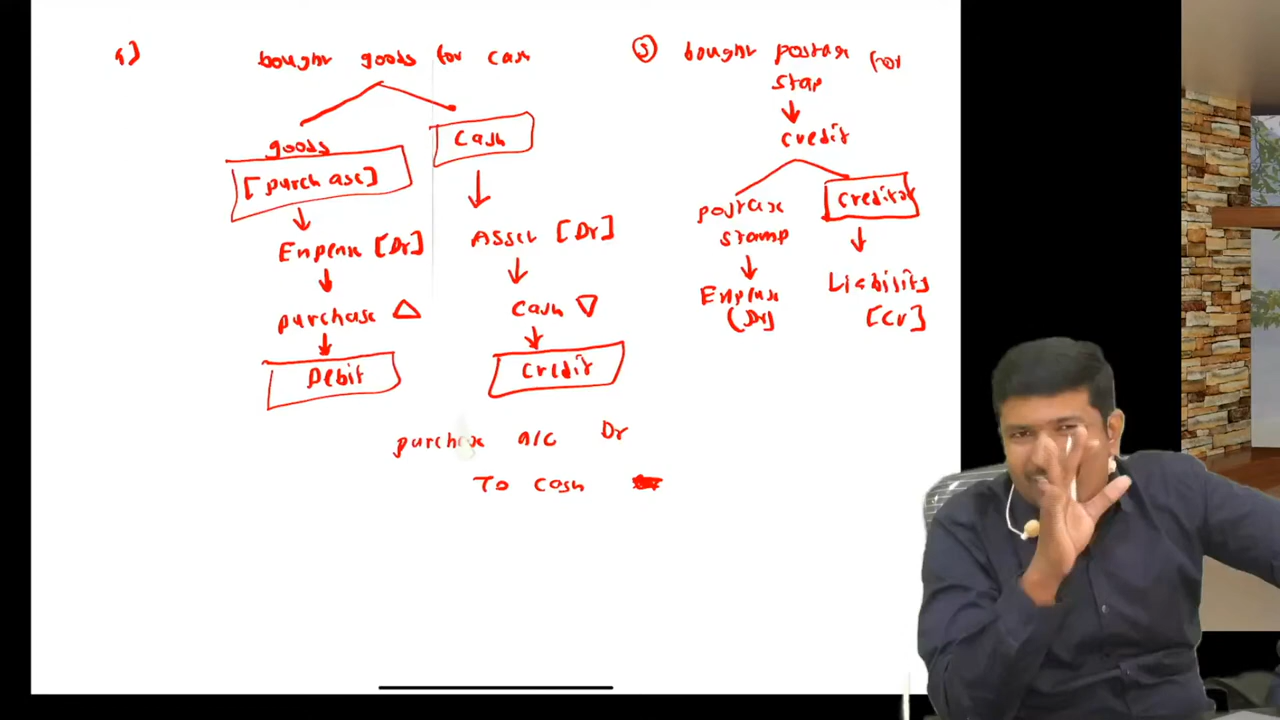 4)
bought goods for cash
goods
[purchase]
Expense [Dr]
purchase △
Debit
Cash
Asset [Dr]
Cash ▽
Credit
purchase a/c Dr
To cash
⑤ bought postage for
stap
credit
postage
stamp
Expense
[Dr]
Creditor
Liability
[Cr]